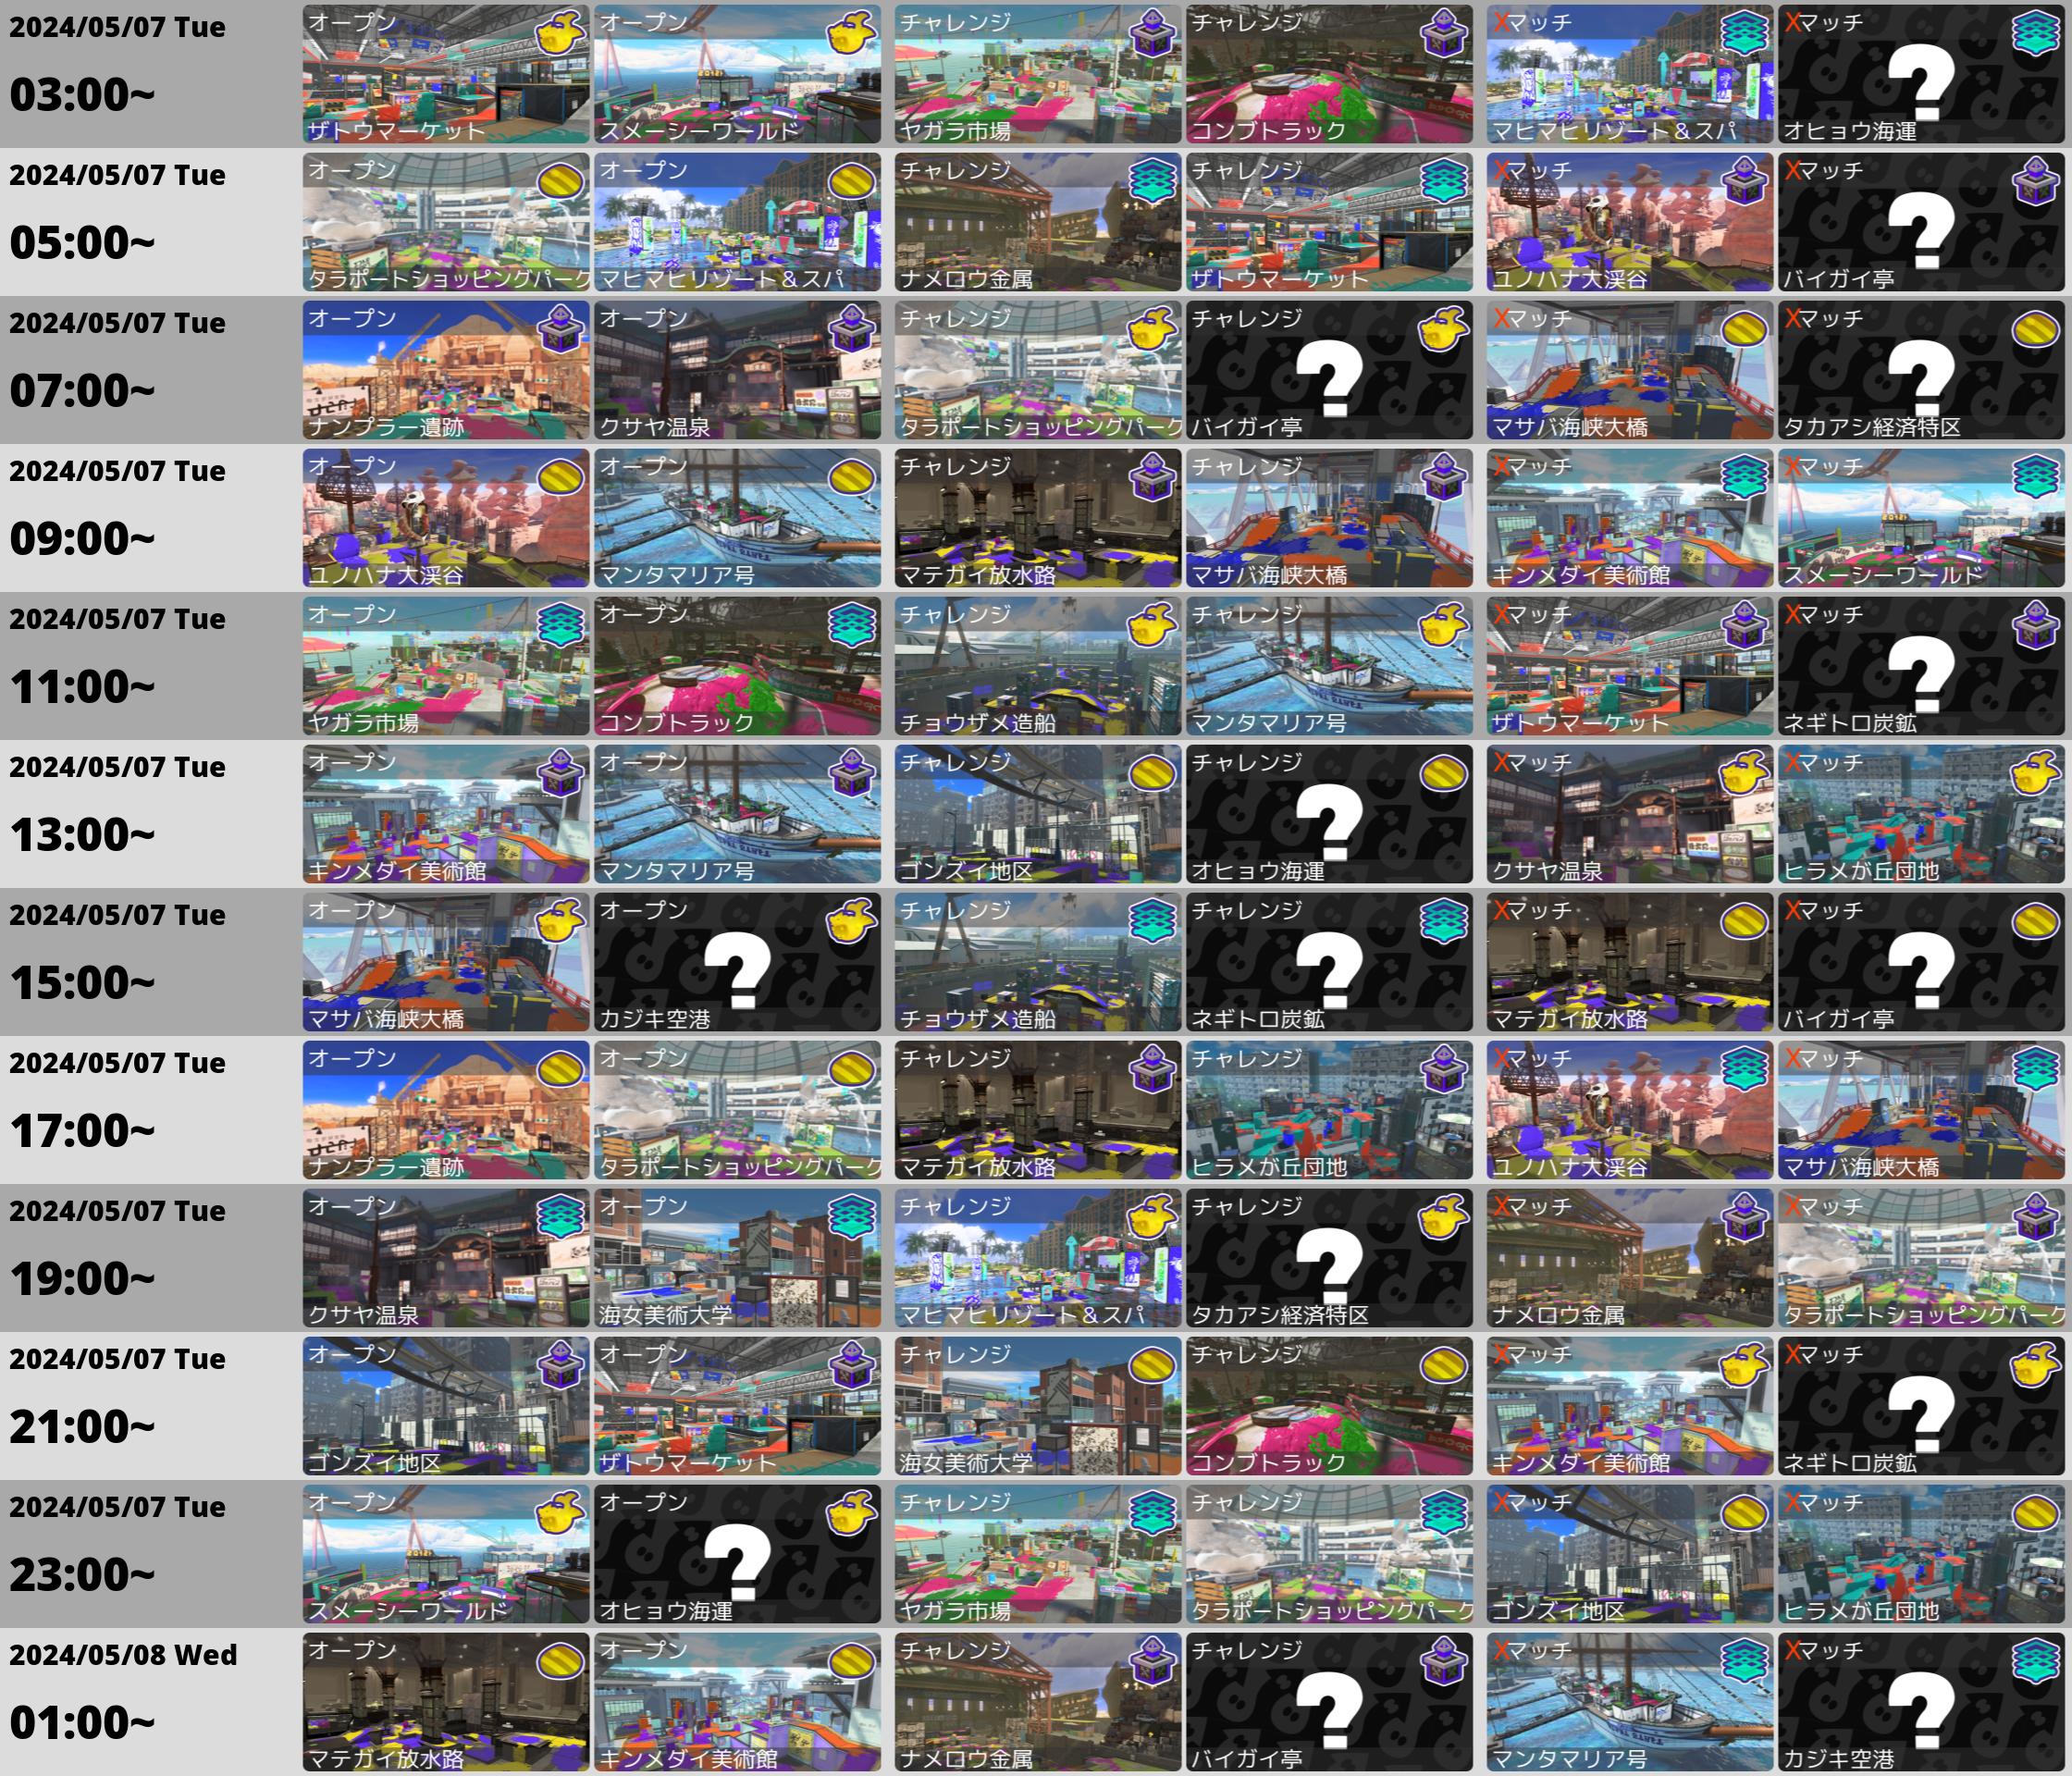 2024/05/07 Tue
03:00~
オープン
ザトウマーケット
オープン
スメーシーワールド
チャレンジ
ヤガラ市場
チャレンジ
コンブトラック
Xマッチ
マヒマヒリゾート＆スパ
Xマッチ
オヒョウ海運
2024/05/07 Tue
05:00~
オープン
タラポートショッピングパーク
オープン
マヒマヒリゾート＆スパ
チャレンジ
ナメロウ金属
チャレンジ
ザトウマーケット
Xマッチ
ユノハナ大渓谷
Xマッチ
バイガイ亭
2024/05/07 Tue
07:00~
オープン
ナンプラー遺跡
オープン
クサヤ温泉
チャレンジ
タラポートショッピングパーク
チャレンジ
バイガイ亭
Xマッチ
マサバ海峡大橋
Xマッチ
タカアシ経済特区
2024/05/07 Tue
09:00~
オープン
ユノハナ大渓谷
オープン
マンタマリア号
チャレンジ
マテガイ放水路
チャレンジ
マサバ海峡大橋
Xマッチ
キンメダイ美術館
Xマッチ
スメーシーワールド
2024/05/07 Tue
11:00~
オープン
ヤガラ市場
オープン
コンブトラック
チャレンジ
チョウザメ造船
チャレンジ
マンタマリア号
Xマッチ
ザトウマーケット
Xマッチ
ネギトロ炭鉱
2024/05/07 Tue
13:00~
オープン
キンメダイ美術館
オープン
マンタマリア号
チャレンジ
ゴンズイ地区
チャレンジ
オヒョウ海運
Xマッチ
クサヤ温泉
Xマッチ
ヒラメが丘団地
2024/05/07 Tue
15:00~
オープン
マサバ海峡大橋
オープン
カジキ空港
チャレンジ
チョウザメ造船
チャレンジ
ネギトロ炭鉱
Xマッチ
マテガイ放水路
Xマッチ
バイガイ亭
2024/05/07 Tue
17:00~
オープン
ナンプラー遺跡
オープン
タラポートショッピングパーク
チャレンジ
マテガイ放水路
チャレンジ
ヒラメが丘団地
Xマッチ
ユノハナ大渓谷
Xマッチ
マサバ海峡大橋
2024/05/07 Tue
19:00~
オープン
クサヤ温泉
オープン
海女美術大学
チャレンジ
マヒマヒリゾート＆スパ
チャレンジ
タカアシ経済特区
Xマッチ
ナメロウ金属
Xマッチ
タラポートショッピングパーク
2024/05/07 Tue
21:00~
オープン
ゴンズイ地区
オープン
ザトウマーケット
チャレンジ
海女美術大学
チャレンジ
コンブトラック
Xマッチ
キンメダイ美術館
Xマッチ
ネギトロ炭鉱
2024/05/07 Tue
23:00~
オープン
スメーシーワールド
オープン
オヒョウ海運
チャレンジ
ヤガラ市場
チャレンジ
タラポートショッピングパーク
Xマッチ
ゴンズイ地区
Xマッチ
ヒラメが丘団地
2024/05/08 Wed
01:00~
オープン
マテガイ放水路
オープン
キンメダイ美術館
チャレンジ
ナメロウ金属
チャレンジ
バイガイ亭
Xマッチ
マンタマリア号
Xマッチ
カジキ空港